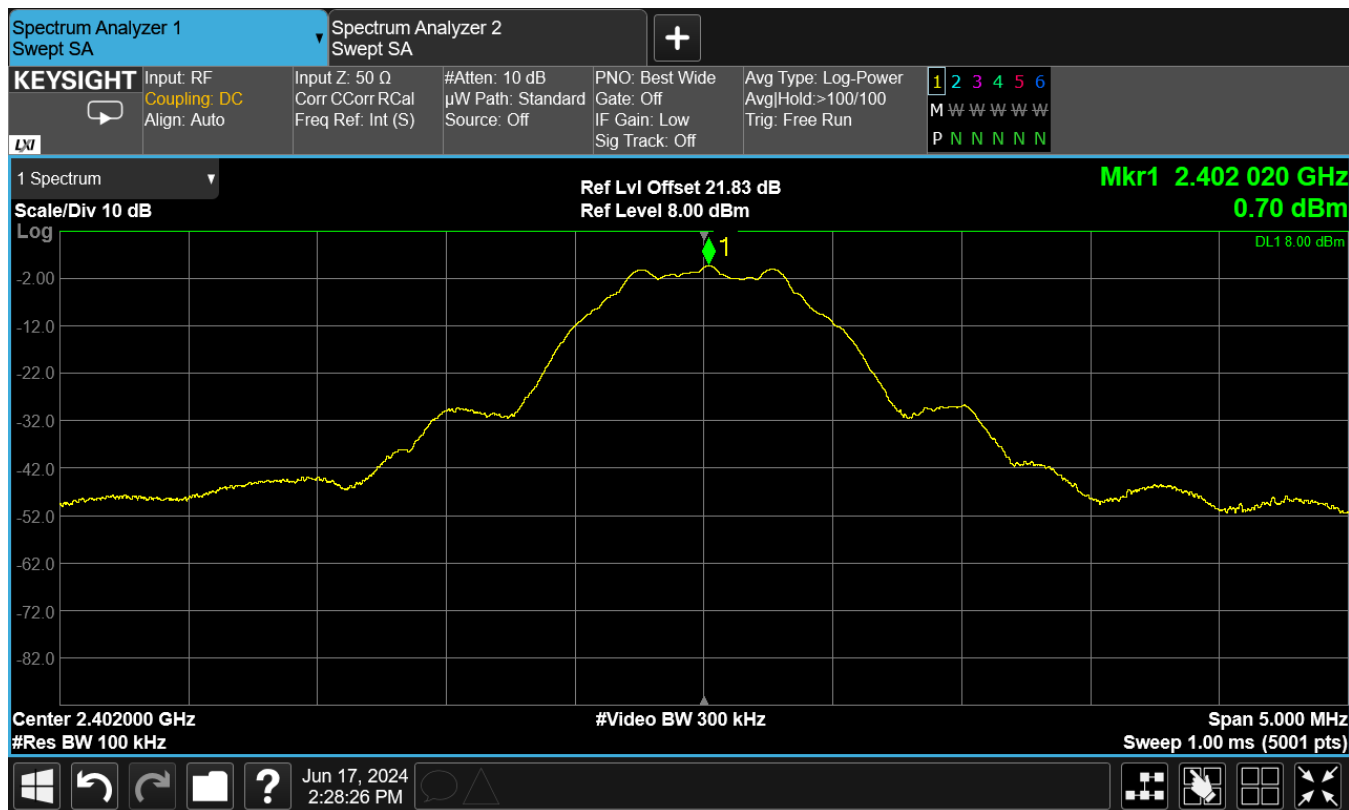 Spectrum Analyzer 1
Swept SA
Spectrum Analyzer 2
Swept SA
KEYSIGHT
LXI
Input: RF
Coupling: DC
Align: Auto
Input Z: 50 Ω
Corr CCorr RCal
Freq Ref: Int (S)
#Atten: 10 dB
µW Path: Standard
Source: Off
PNO: Best Wide
Gate: Off
IF Gain: Low
Sig Track: Off
Avg Type: Log-Power
Avg|Hold:>100/100
Trig: Free Run
1 2 3 4 5 6
M W W W W W
P N N N N N
1 Spectrum
Scale/Div 10 dB
Log
Ref Lvl Offset 21.83 dB
Ref Level 8.00 dBm
Mkr1 2.402 020 GHz
0.70 dBm
DL1 8.00 dBm
1
-2.00
-12.0
-22.0
-32.0
-42.0
-52.0
-62.0
-72.0
-82.0
Center 2.402000 GHz
#Res BW 100 kHz
#Video BW 300 kHz
Span 5.000 MHz
Sweep 1.00 ms (5001 pts)
?
Jun 17, 2024
2:28:26 PM